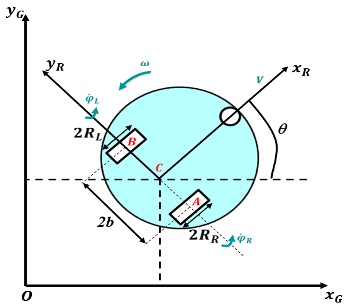 y_G
y_R
ω
V
x_R
φ̇_L
2R_L
B
θ
C
A
2b
2R_R
φ̇_R
O
x_G